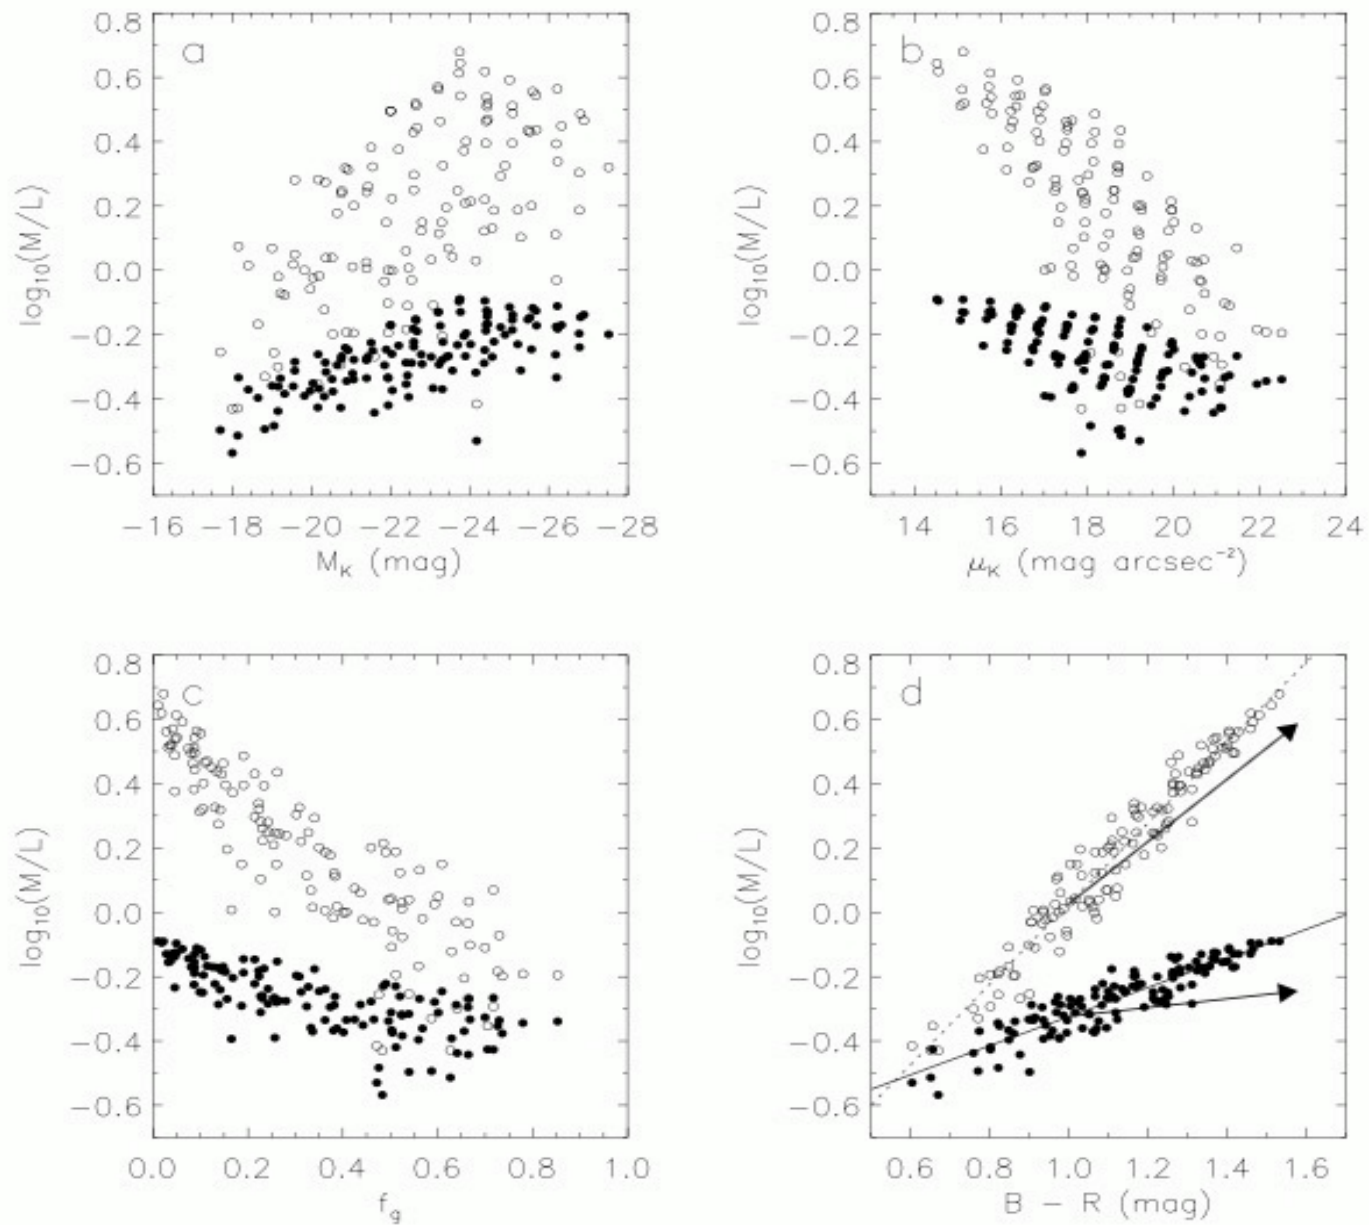 a
0.8
0.6
0.4
0.2
0.0
−0.2
−0.4
−0.6
log₁₀(M/L)
−16 −18 −20 −22 −24 −26 −28
M_K (mag)
b
0.8
0.6
0.4
0.2
0.0
−0.2
−0.4
−0.6
log₁₀(M/L)
14 16 18 20 22 24
μ_K (mag arcsec⁻²)
c
0.8
0.6
0.4
0.2
0.0
−0.2
−0.4
−0.6
log₁₀(M/L)
0.0 0.2 0.4 0.6 0.8 1.0
f_g
d
0.8
0.6
0.4
0.2
0.0
−0.2
−0.4
−0.6
log₁₀(M/L)
0.6 0.8 1.0 1.2 1.4 1.6
B − R (mag)